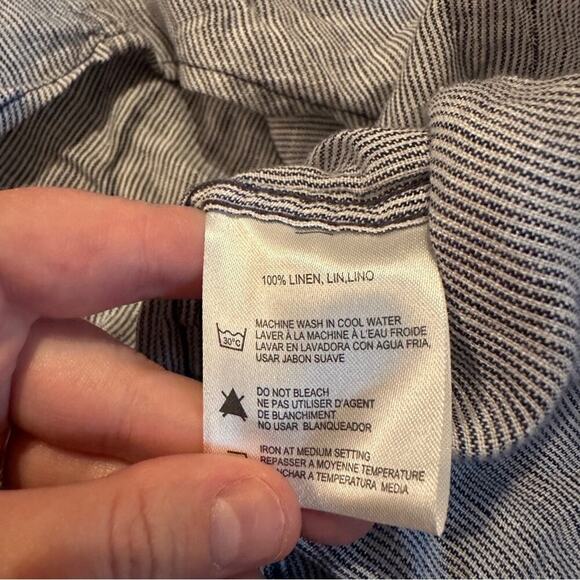 100% LINEN, LIN,LINO
30°C
MACHINE WASH IN COOL WATER
LAVER À LA MACHINE À L'EAU FROIDE
LAVAR EN LAVADORA CON AGUA FRIA,
USAR JABON SUAVE
DO NOT BLEACH
NE PAS UTILISER D'AGENT
DE BLANCHIMENT
NO USAR BLANQUEADOR
IRON AT MEDIUM SETTING
REPASSER A MOYENNE TEMPERATURE
A TEMPERATURA MEDIA